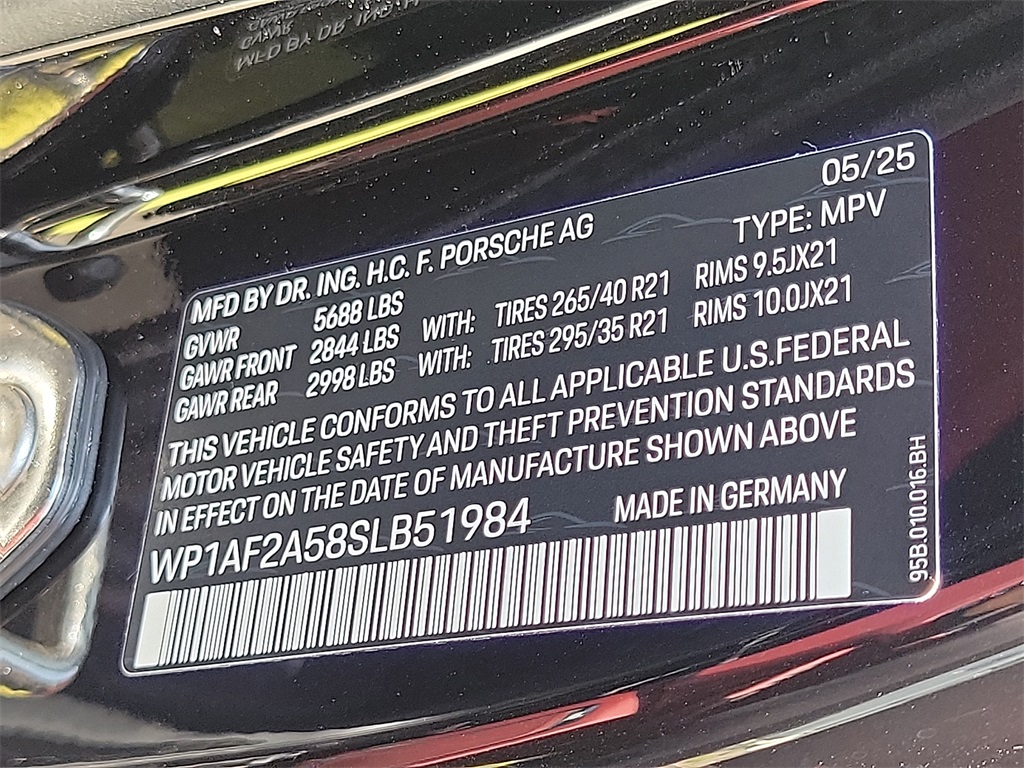 05/25
MFD BY DR. ING. H.C. F. PORSCHE AG TYPE: MPV
GVWR 5688 LBS
GAWR FRONT 2844 LBS WITH: TIRES 265/40 R21 RIMS 9.5JX21
GAWR REAR 2998 LBS WITH: TIRES 295/35 R21 RIMS 10.0JX21
THIS VEHICLE CONFORMS TO ALL APPLICABLE U.S.FEDERAL
MOTOR VEHICLE SAFETY AND THEFT PREVENTION STANDARDS
IN EFFECT ON THE DATE OF MANUFACTURE SHOWN ABOVE
WP1AF2A58SLB51984 MADE IN GERMANY
95B.010.016.BH